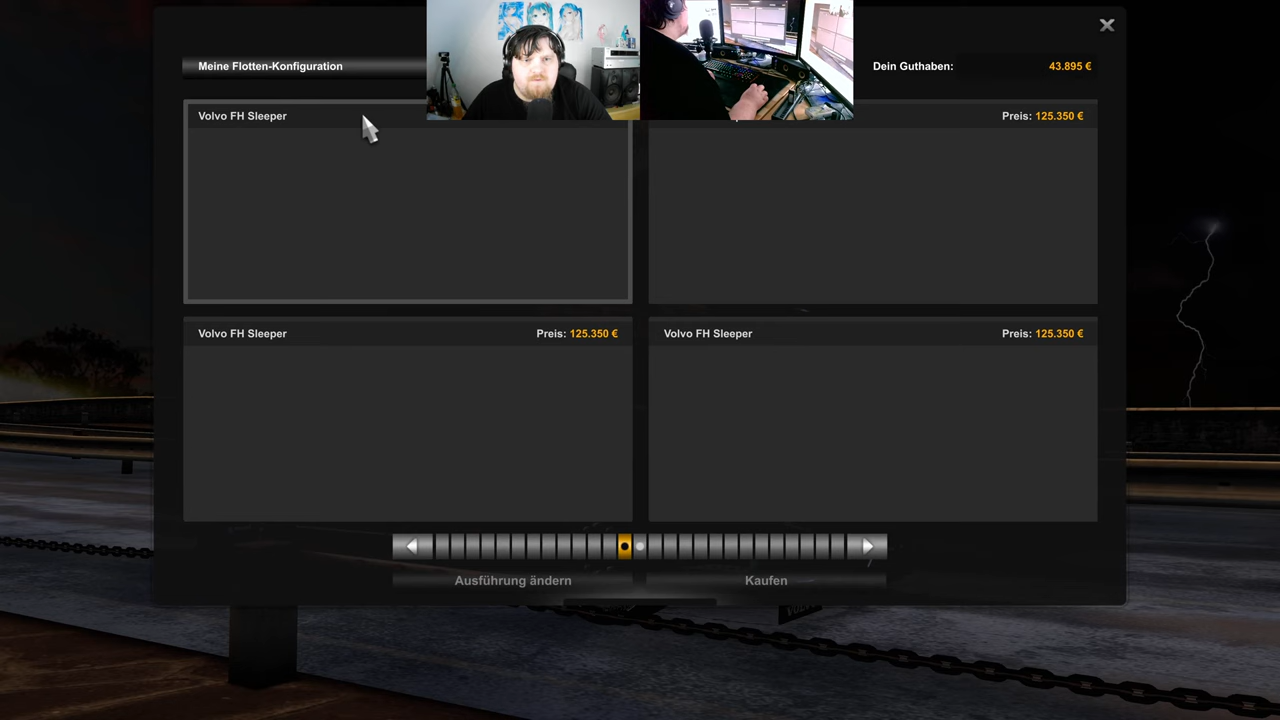 Meine Flotten-Konfiguration
Dein Guthaben: 43.895 €
Volvo FH Sleeper
Preis: 125.350 €
Volvo FH Sleeper Preis: 125.350 €
Volvo FH Sleeper Preis: 125.350 €
Ausführung ändern
Kaufen
VOLVO